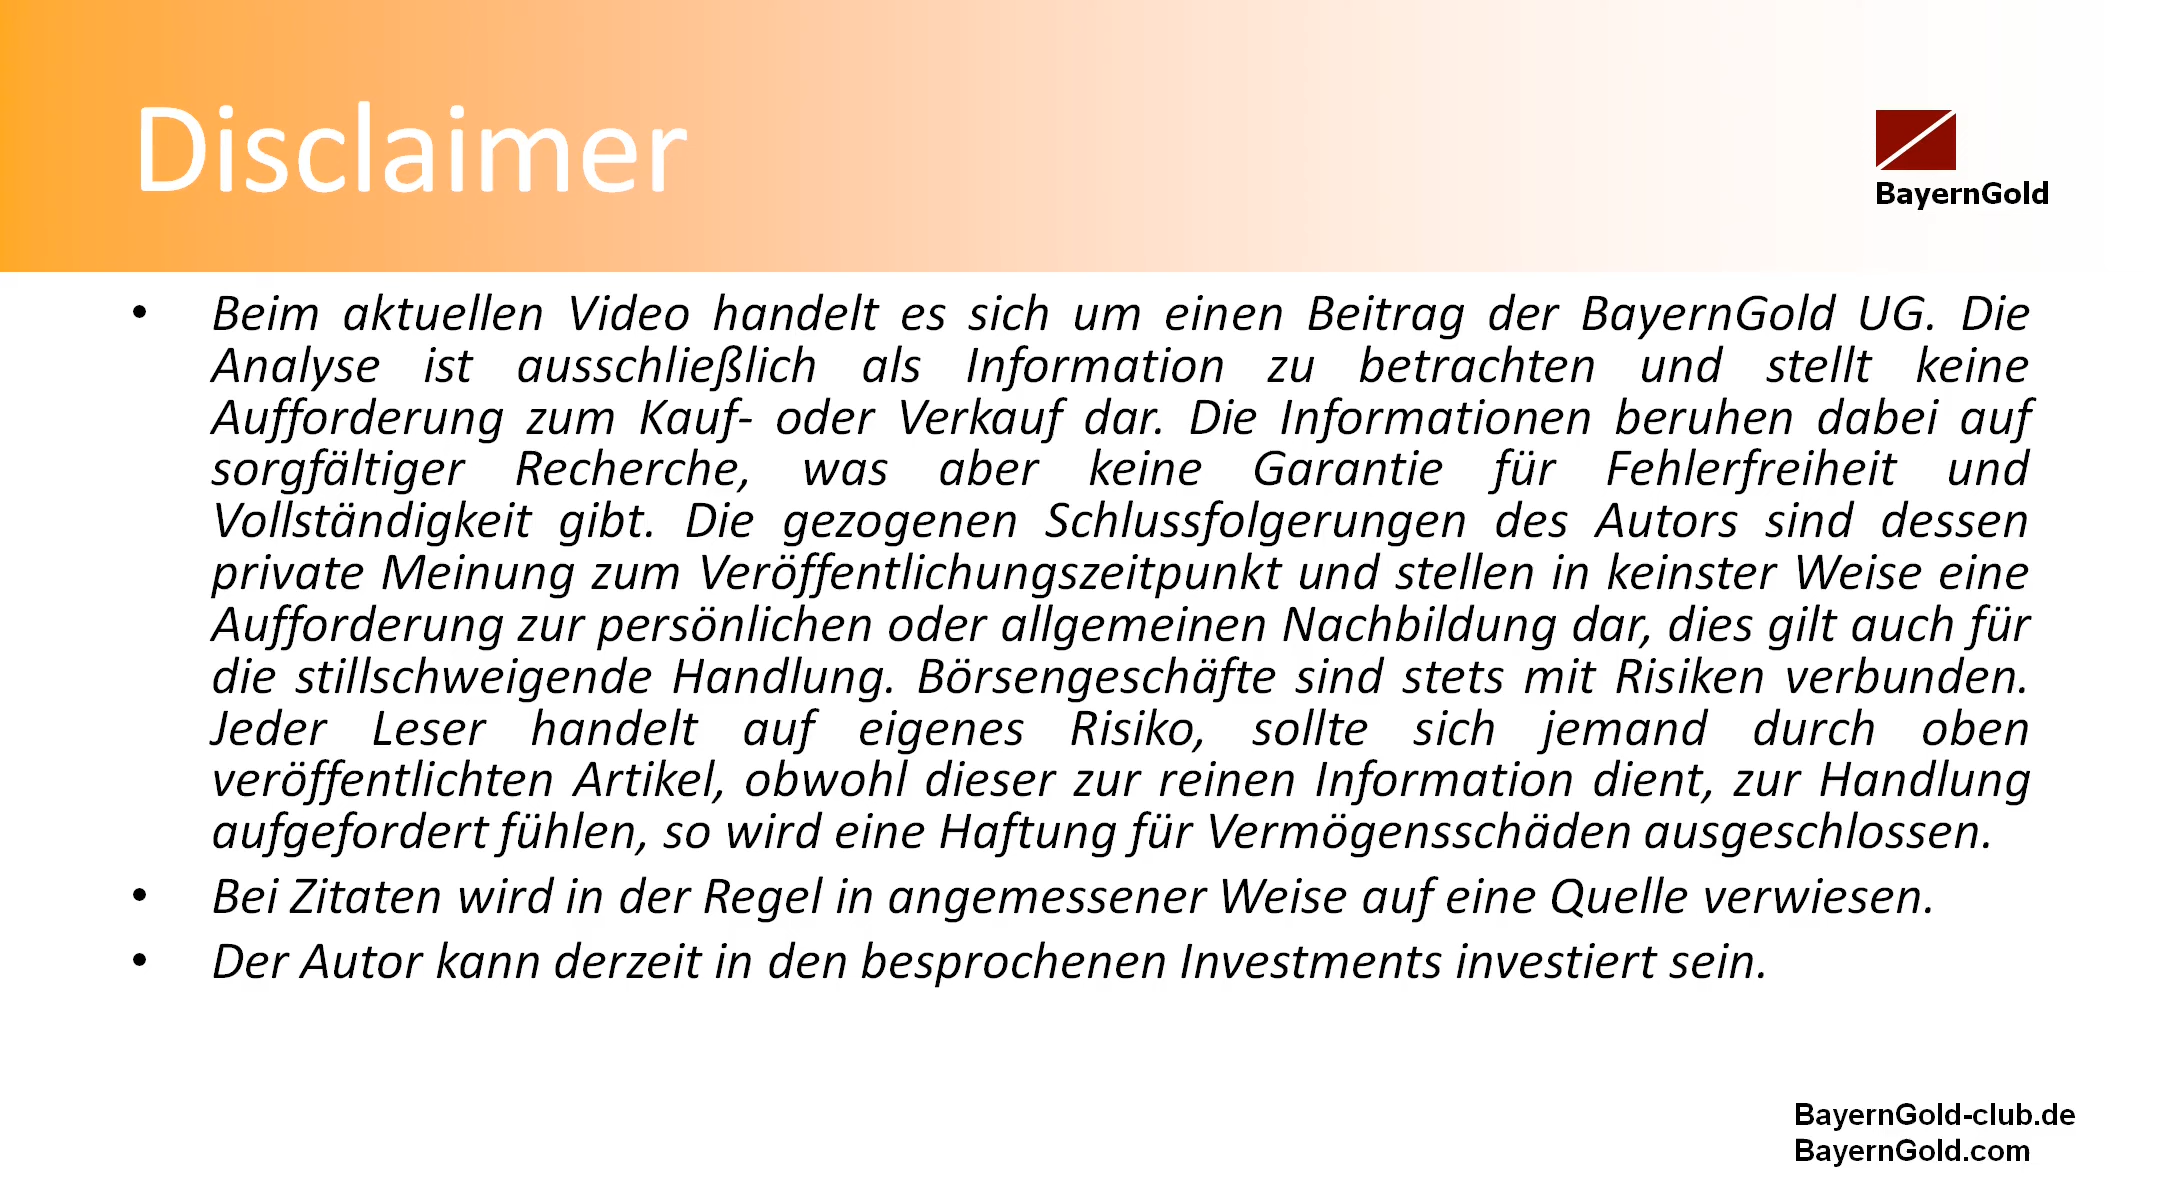 Disclaimer
BayernGold
• Beim aktuellen Video handelt es sich um einen Beitrag der BayernGold UG. Die
Analyse ist ausschließlich als Information zu betrachten und stellt keine
Aufforderung zum Kauf- oder Verkauf dar. Die Informationen beruhen dabei auf
sorgfältiger Recherche, was aber keine Garantie für Fehlerfreiheit und
Vollständigkeit gibt. Die gezogenen Schlussfolgerungen des Autors sind dessen
private Meinung zum Veröffentlichungszeitpunkt und stellen in keinster Weise eine
Aufforderung zur persönlichen oder allgemeinen Nachbildung dar, dies gilt auch für
die stillschweigende Handlung. Börsengeschäfte sind stets mit Risiken verbunden.
Jeder Leser handelt auf eigenes Risiko, sollte sich jemand durch oben
veröffentlichten Artikel, obwohl dieser zur reinen Information dient, zur Handlung
aufgefordert fühlen, so wird eine Haftung für Vermögensschäden ausgeschlossen.
• Bei Zitaten wird in der Regel in angemessener Weise auf eine Quelle verwiesen.
• Der Autor kann derzeit in den besprochenen Investments investiert sein.
BayernGold-club.de
BayernGold.com